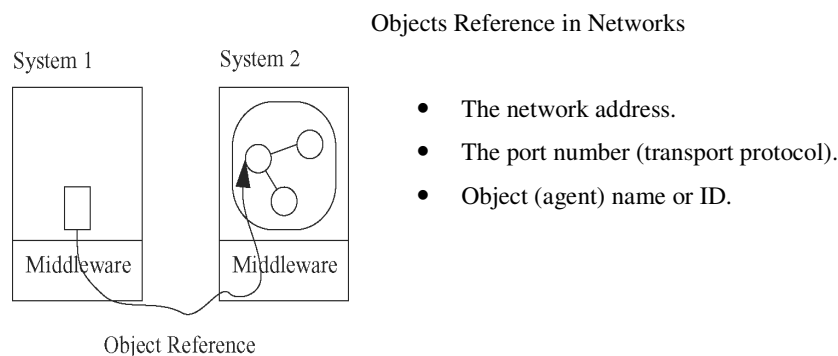 Objects Reference in Networks
System 1
System 2
• The network address.
• The port number (transport protocol).
• Object (agent) name or ID.
Middleware
Middleware
Object Reference